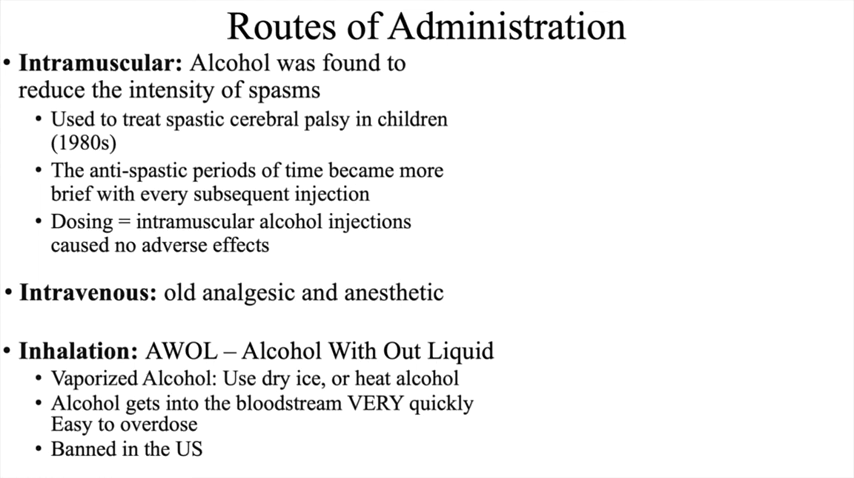 Routes of Administration
• Intramuscular: Alcohol was found to
reduce the intensity of spasms
• Used to treat spastic cerebral palsy in children
(1980s)
• The anti-spastic periods of time became more
brief with every subsequent injection
• Dosing = intramuscular alcohol injections
caused no adverse effects
• Intravenous: old analgesic and anesthetic
• Inhalation: AWOL – Alcohol With Out Liquid
• Vaporized Alcohol: Use dry ice, or heat alcohol
• Alcohol gets into the bloodstream VERY quickly
Easy to overdose
• Banned in the US